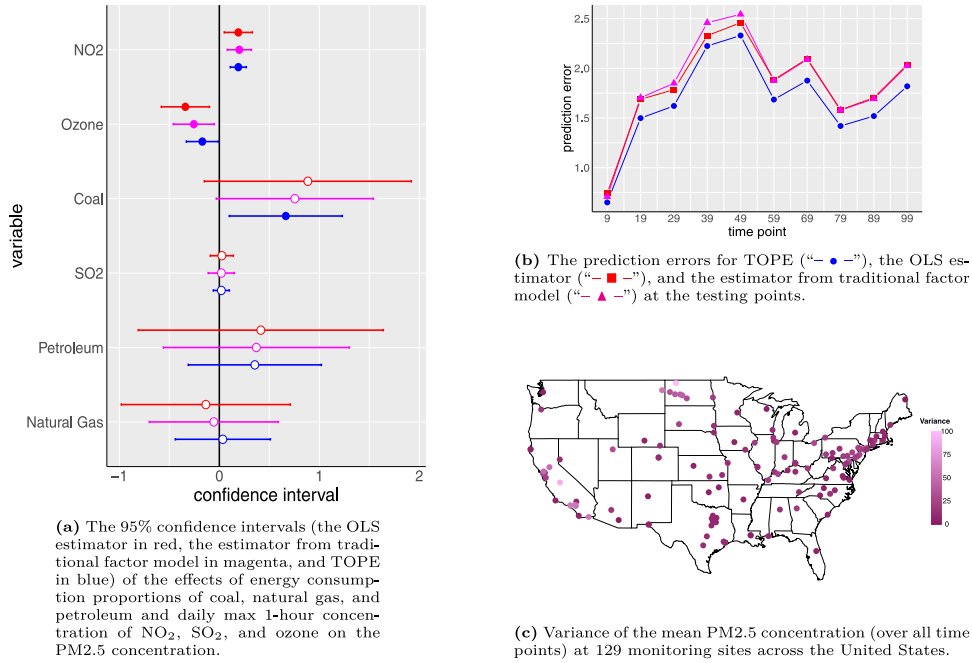 variable
NO2
Ozone
Coal
SO2
Petroleum
Natural Gas
−1 0 1 2
confidence interval
(a) The 95% confidence intervals (the OLS
estimator in red, the estimator from tradi-
tional factor model in magenta, and TOPE
in blue) of the effects of energy consump-
tion proportions of coal, natural gas, and
petroleum and daily max 1-hour concen-
tration of NO₂, SO₂, and ozone on the
PM2.5 concentration.
prediction error
2.5
2.0
1.5
1.0
9 19 29 39 49 59 69 79 89 99
time point
(b) The prediction errors for TOPE (“– ● –”), the OLS es-
timator (“– ■ –”), and the estimator from traditional factor
model (“– ▲ –”) at the testing points.
Variance
100
75
50
25
0
(c) Variance of the mean PM2.5 concentration (over all time
points) at 129 monitoring sites across the United States.